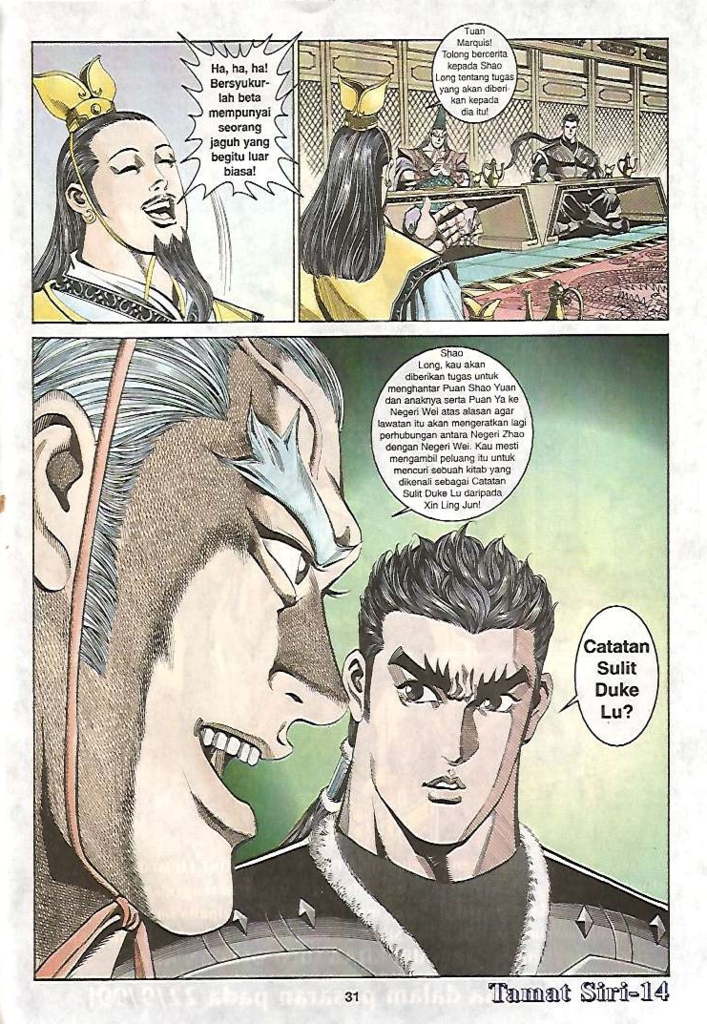 Ha, ha, ha!
Bersyukur-
lah beta
mempunyai
seorang
jaguh yang
begitu luar
biasa!
Tuan
Marquis!
Tolong bercerita
kepada Shao
Long tentang tugas
yang akan diberi-
kan kepada
dia itu!
Shao
Long, kau akan
diberikan tugas untuk
menghantar Puan Shao Yuan
dan anaknya serta Puan Ya ke
Negeri Wei atas alasan agar
lawatan itu akan mengeratkan lagi
perhubungan antara Negeri Zhao
dengan Negeri Wei. Kau mesti
mengambil peluang itu untuk
mencuri sebuah kitab yang
dikenali sebagai Catatan
Sulit Duke Lu daripada
Xin Ling Jun!
Catatan
Sulit
Duke
Lu?
31
Tamat Siri-14